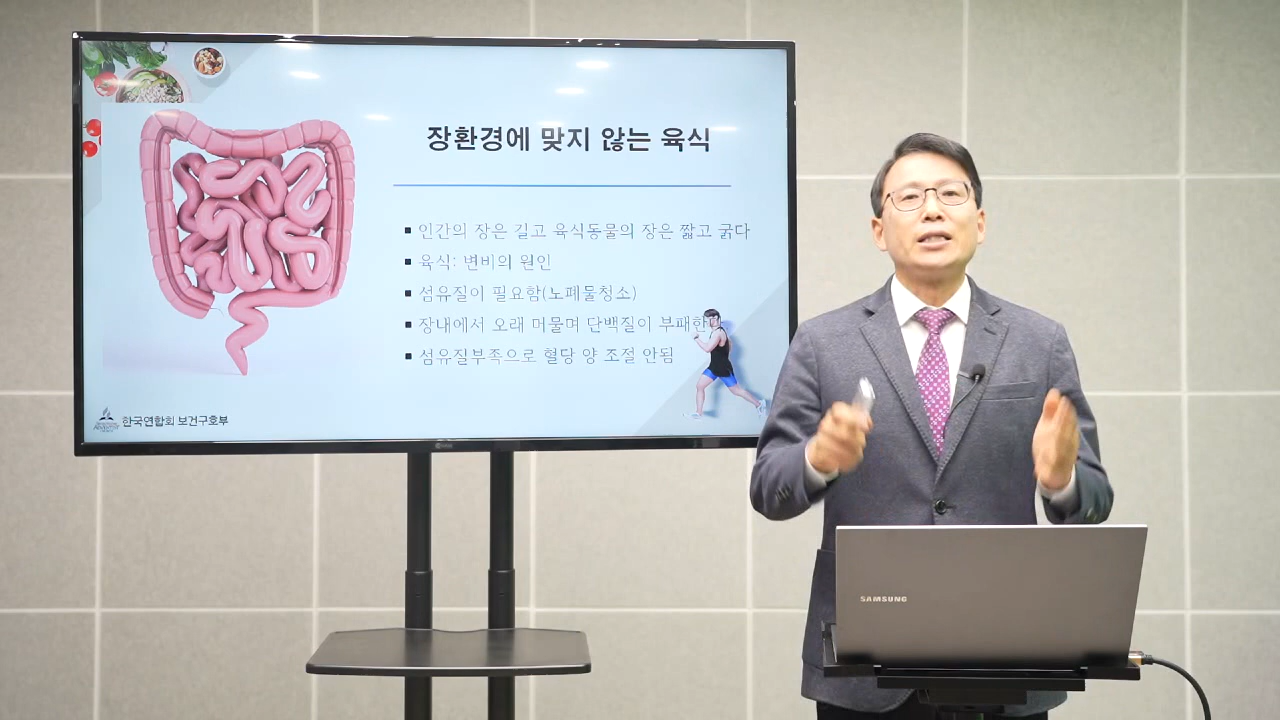 장환경에 맞지 않는 육식
인간의 장은 길고 육식동물의 장은 짧고 굵다
육식: 변비의 원인
섬유질이 필요함(노폐물청소)
장내에서 오래 머물며 단백질이 부패한
섬유질부족으로 혈당 양 조절 안됨
한국연합회 보건구호부
SAMSUNG